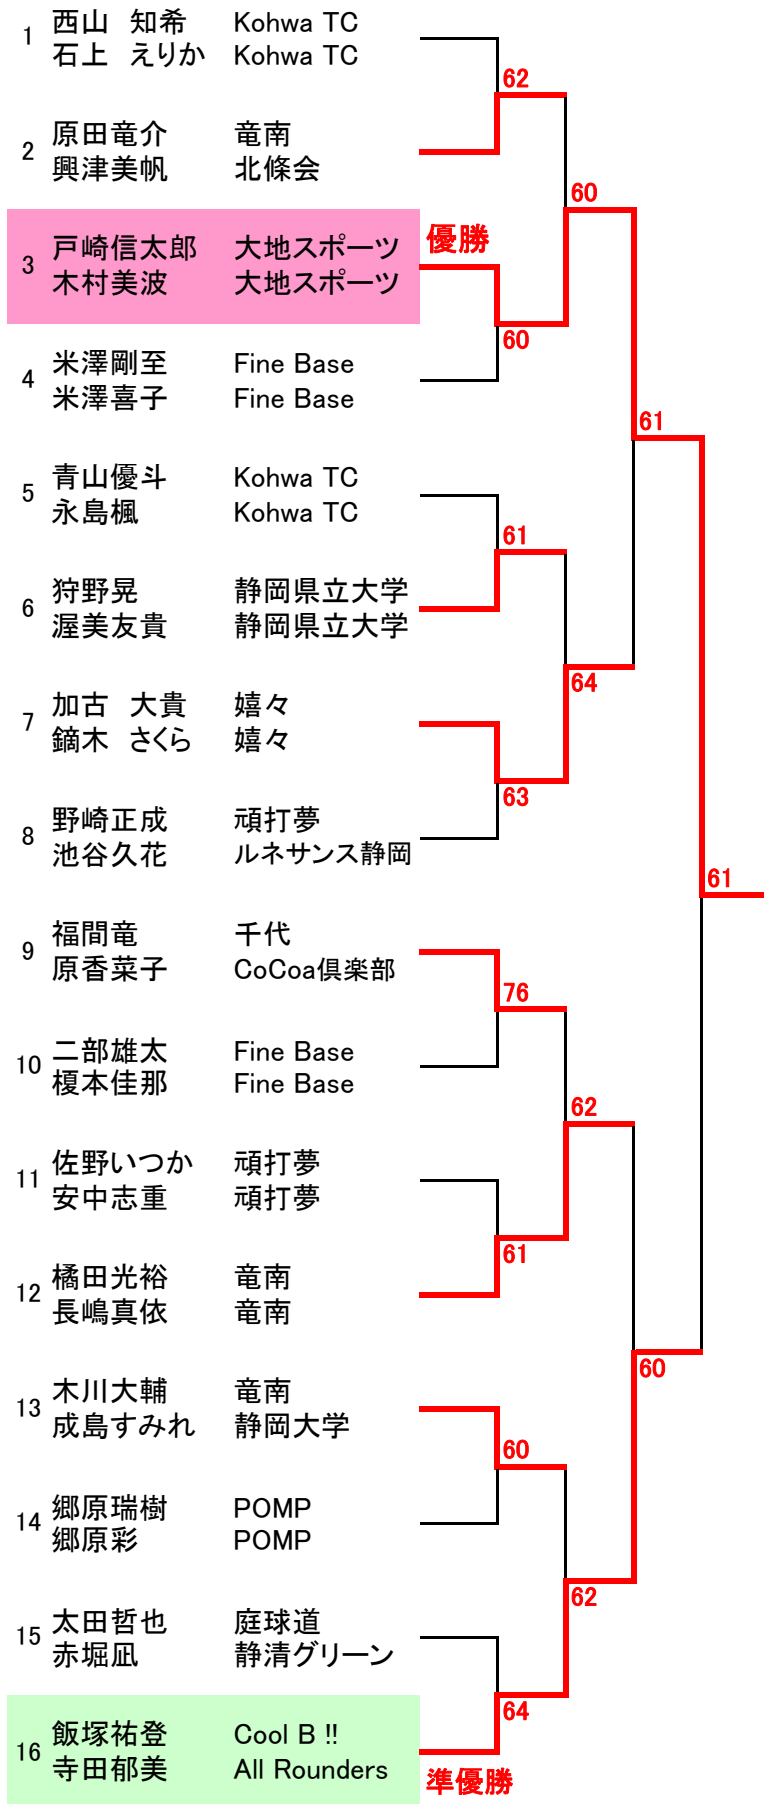 1 西山　知希 Kohwa TC
石上　えりか Kohwa TC
62
2 原田竜介 竜南
興津美帆 北條会
60
3 戸崎信太郎 大地スポーツ 優勝
木村美波 大地スポーツ
60
4 米澤剛至 Fine Base
米澤喜子 Fine Base
61
5 青山優斗 Kohwa TC
永島楓 Kohwa TC
61
6 狩野晃 静岡県立大学
渥美友貴 静岡県立大学
64
7 加古　大貴 嬉々
鏑木　さくら 嬉々
63
8 野崎正成 頑打夢
池谷久花 ルネサンス静岡
61
9 福間竜 千代
原香菜子 CoCoa倶楽部
76
10 二部雄太 Fine Base
榎本佳那 Fine Base
62
11 佐野いつか 頑打夢
安中志重 頑打夢
61
12 橘田光裕 竜南
長嶋真依 竜南
60
13 木川大輔 竜南
成島すみれ 静岡大学
60
14 郷原瑞樹 POMP
郷原彩 POMP
62
15 太田哲也 庭球道
赤堀凪 静清グリーン
64
16 飯塚祐登 Cool B !!
寺田郁美 All Rounders 準優勝